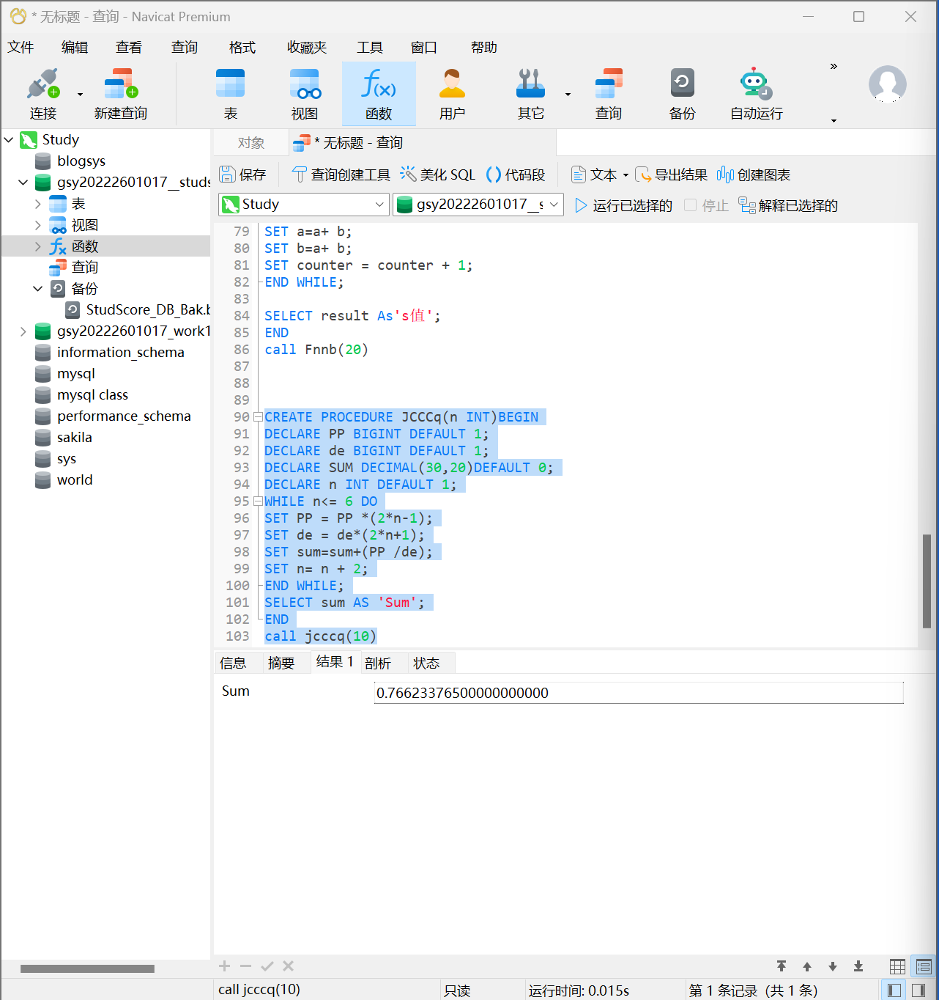 * 无标题 - 查询 - Navicat Premium
文件 编辑 查看 查询 格式 收藏夹 工具 窗口 帮助
连接 新建查询 表 视图 函数 用户 其它 查询 备份 自动运行
Study
blogsys
gsy20222601017__studs
表
视图
函数
查询
备份
StudScore_DB_Bak.b
gsy20222601017_work1
information_schema
mysql
mysql class
performance_schema
sakila
sys
world
对象 * 无标题 - 查询
保存 查询创建工具 美化 SQL 代码段 文本 导出结果 创建图表
Study gsy20222601017__s 运行已选择的 停止 解释已选择的
79 SET a=a+ b;
80 SET b=a+ b;
81 SET counter = counter + 1;
82 END WHILE;
83
84 SELECT result As's值';
85 END
86 call Fnnb(20)
87
88
89
90 CREATE PROCEDURE JCCCq(n INT)BEGIN
91 DECLARE PP BIGINT DEFAULT 1;
92 DECLARE de BIGINT DEFAULT 1;
93 DECLARE SUM DECIMAL(30,20)DEFAULT 0;
94 DECLARE n INT DEFAULT 1;
95 WHILE n<= 6 DO
96 SET PP = PP *(2*n-1);
97 SET de = de*(2*n+1);
98 SET sum=sum+(PP /de);
99 SET n= n + 2;
100 END WHILE;
101 SELECT sum AS 'Sum';
102 END
103 call jcccq(10)
信息 摘要 结果 1 剖析 状态
Sum 0.76623376500000000000
call jcccq(10) 只读 运行时间: 0.015s 第 1 条记录 (共 1 条)